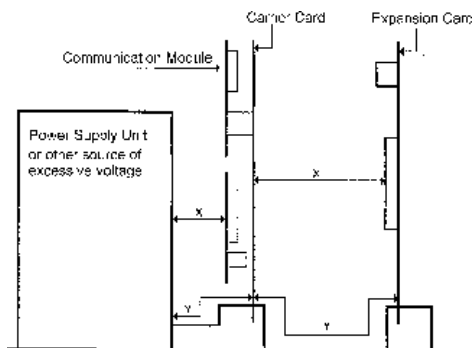 Carrier Card
Expansion Card
Communication Module
Power Supply Unit
or other source of
excessive voltage
X
X
Y
Y